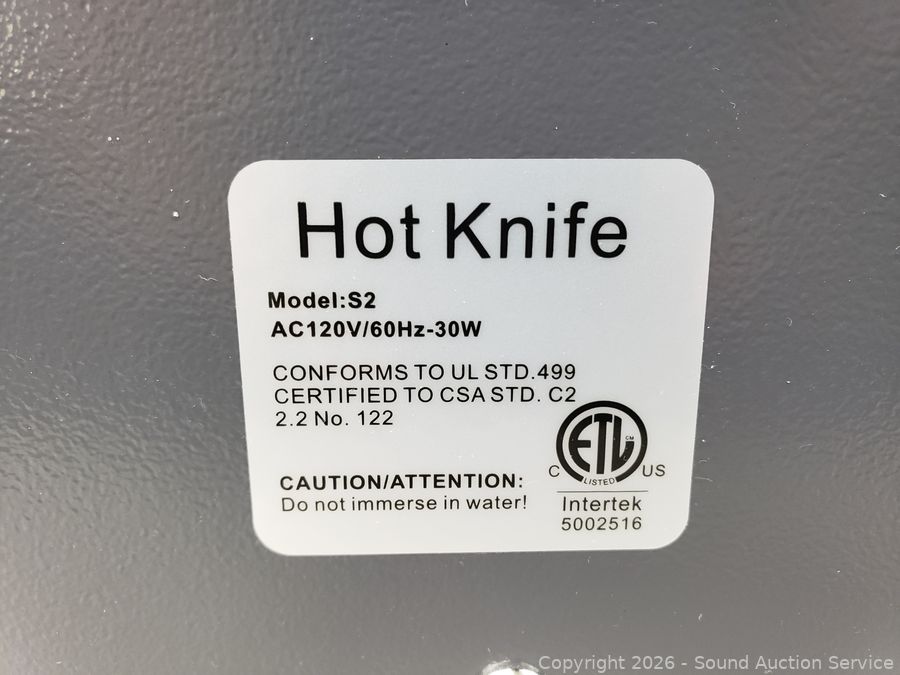 Hot Knife
Model:S2
AC120V/60Hz-30W
CONFORMS TO UL STD.499
CERTIFIED TO CSA STD. C2
2.2 No. 122
ETL CM
C US
LISTED
CAUTION/ATTENTION:
Do not immerse in water!
Intertek
5002516
Copyright 2026 - Sound Auction Service